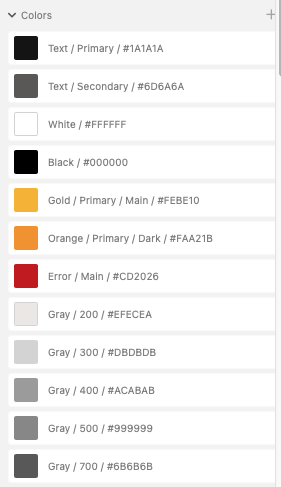 Colors
Text / Primary / #1A1A1A
Text / Secondary / #6D6A6A
White / #FFFFFF
Black / #000000
Gold / Primary / Main / #FEBE10
Orange / Primary / Dark / #FAA21B
Error / Main / #CD2026
Gray / 200 / #EFECEA
Gray / 300 / #DBDBDB
Gray / 400 / #ACABAB
Gray / 500 / #999999
Gray / 700 / #6B6B6B